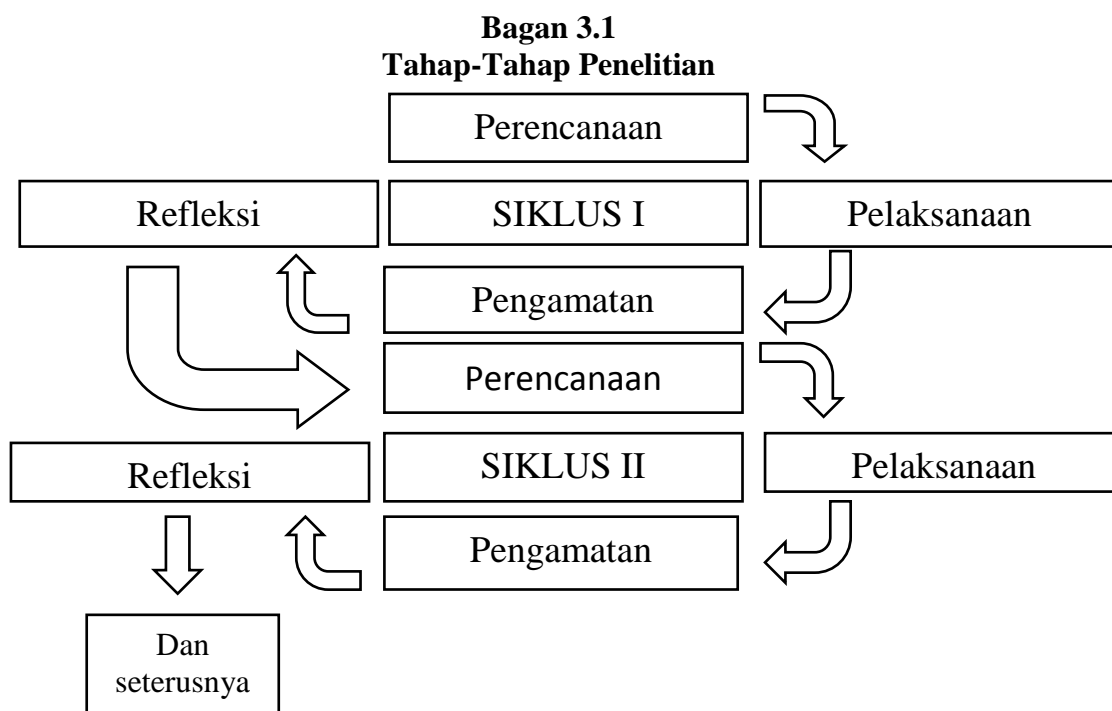 Bagan 3.1
Tahap-Tahap Penelitian
Perencanaan
Refleksi
SIKLUS I
Pelaksanaan
Pengamatan
Perencanaan
Refleksi
SIKLUS II
Pelaksanaan
Pengamatan
Dan
seterusnya